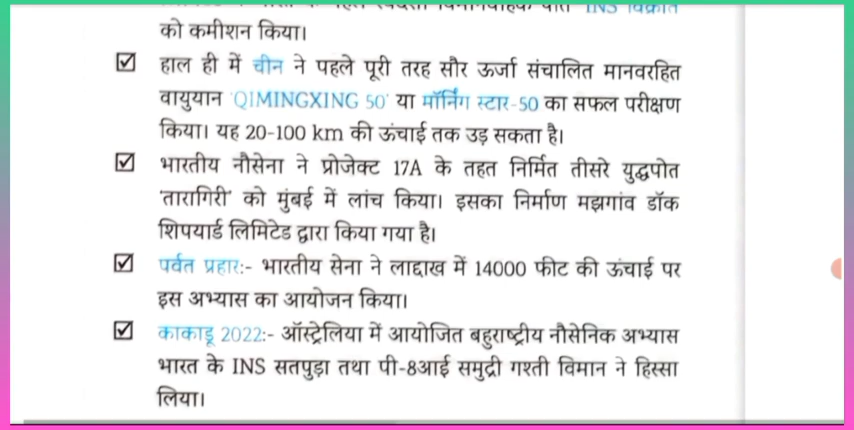 INS विक्रांत
को कमीशन किया।
हाल ही में चीन ने पहले पूरी तरह सौर ऊर्जा संचालित मानवरहित
वायुयान 'QIMINGXING 50' या मॉर्निंग स्टार-50 का सफल परीक्षण
किया। यह 20-100 km की ऊंचाई तक उड़ सकता है।
भारतीय नौसेना ने प्रोजेक्ट 17A के तहत निर्मित तीसरे युद्धपोत
'तारागिरी' को मुंबई में लांच किया। इसका निर्माण मझगांव डॉक
शिपयार्ड लिमिटेड द्वारा किया गया है।
पर्वत प्रहार:- भारतीय सेना ने लाद्दाख में 14000 फीट की ऊंचाई पर
इस अभ्यास का आयोजन किया।
काकाडू 2022:- ऑस्ट्रेलिया में आयोजित बहुराष्ट्रीय नौसेनिक अभ्यास
भारत के INS सतपुड़ा तथा पी-8आई समुद्री गश्ती विमान ने हिस्सा
लिया।